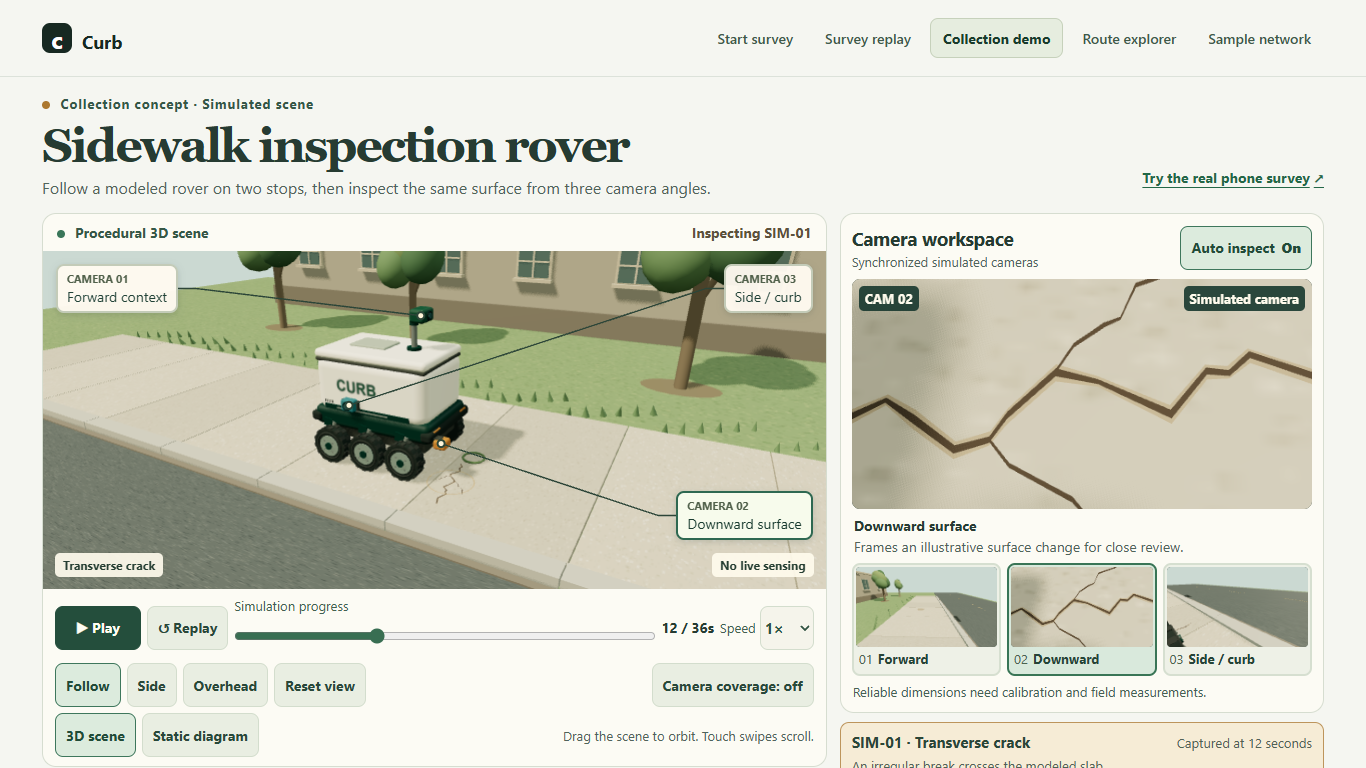 C Curb
Start survey
Survey replay
Collection demo
Route explorer
Sample network
Collection concept · Simulated scene
Sidewalk inspection rover
Follow a modeled rover on two stops, then inspect the same surface from three camera angles.
Try the real phone survey ↗
Procedural 3D scene
Inspecting SIM-01
CAMERA 01
Forward context
CAMERA 03
Side / curb
CURB
CAMERA 02
Downward surface
Transverse crack
No live sensing
▶ Play
↺ Replay
Simulation progress
12 / 36s
Speed
1×
Follow
Side
Overhead
Reset view
Camera coverage: off
3D scene
Static diagram
Drag the scene to orbit. Touch swipes scroll.
Camera workspace
Synchronized simulated cameras
Auto inspect On
CAM 02
Simulated camera
Downward surface
Frames an illustrative surface change for close review.
01 Forward
02 Downward
03 Side / curb
Reliable dimensions need calibration and field measurements.
SIM-01 · Transverse crack
Captured at 12 seconds
An irregular break crosses the modeled slab